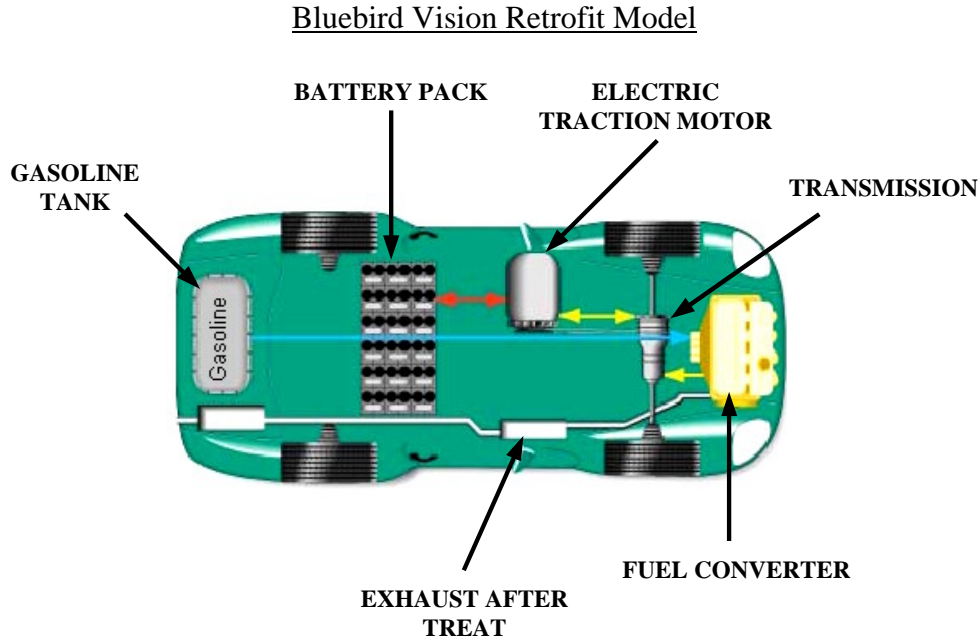 Bluebird Vision Retrofit Model
BATTERY PACK
ELECTRIC
TRACTION MOTOR
GASOLINE
TANK
TRANSMISSION
Gasoline
FUEL CONVERTER
EXHAUST AFTER
TREAT